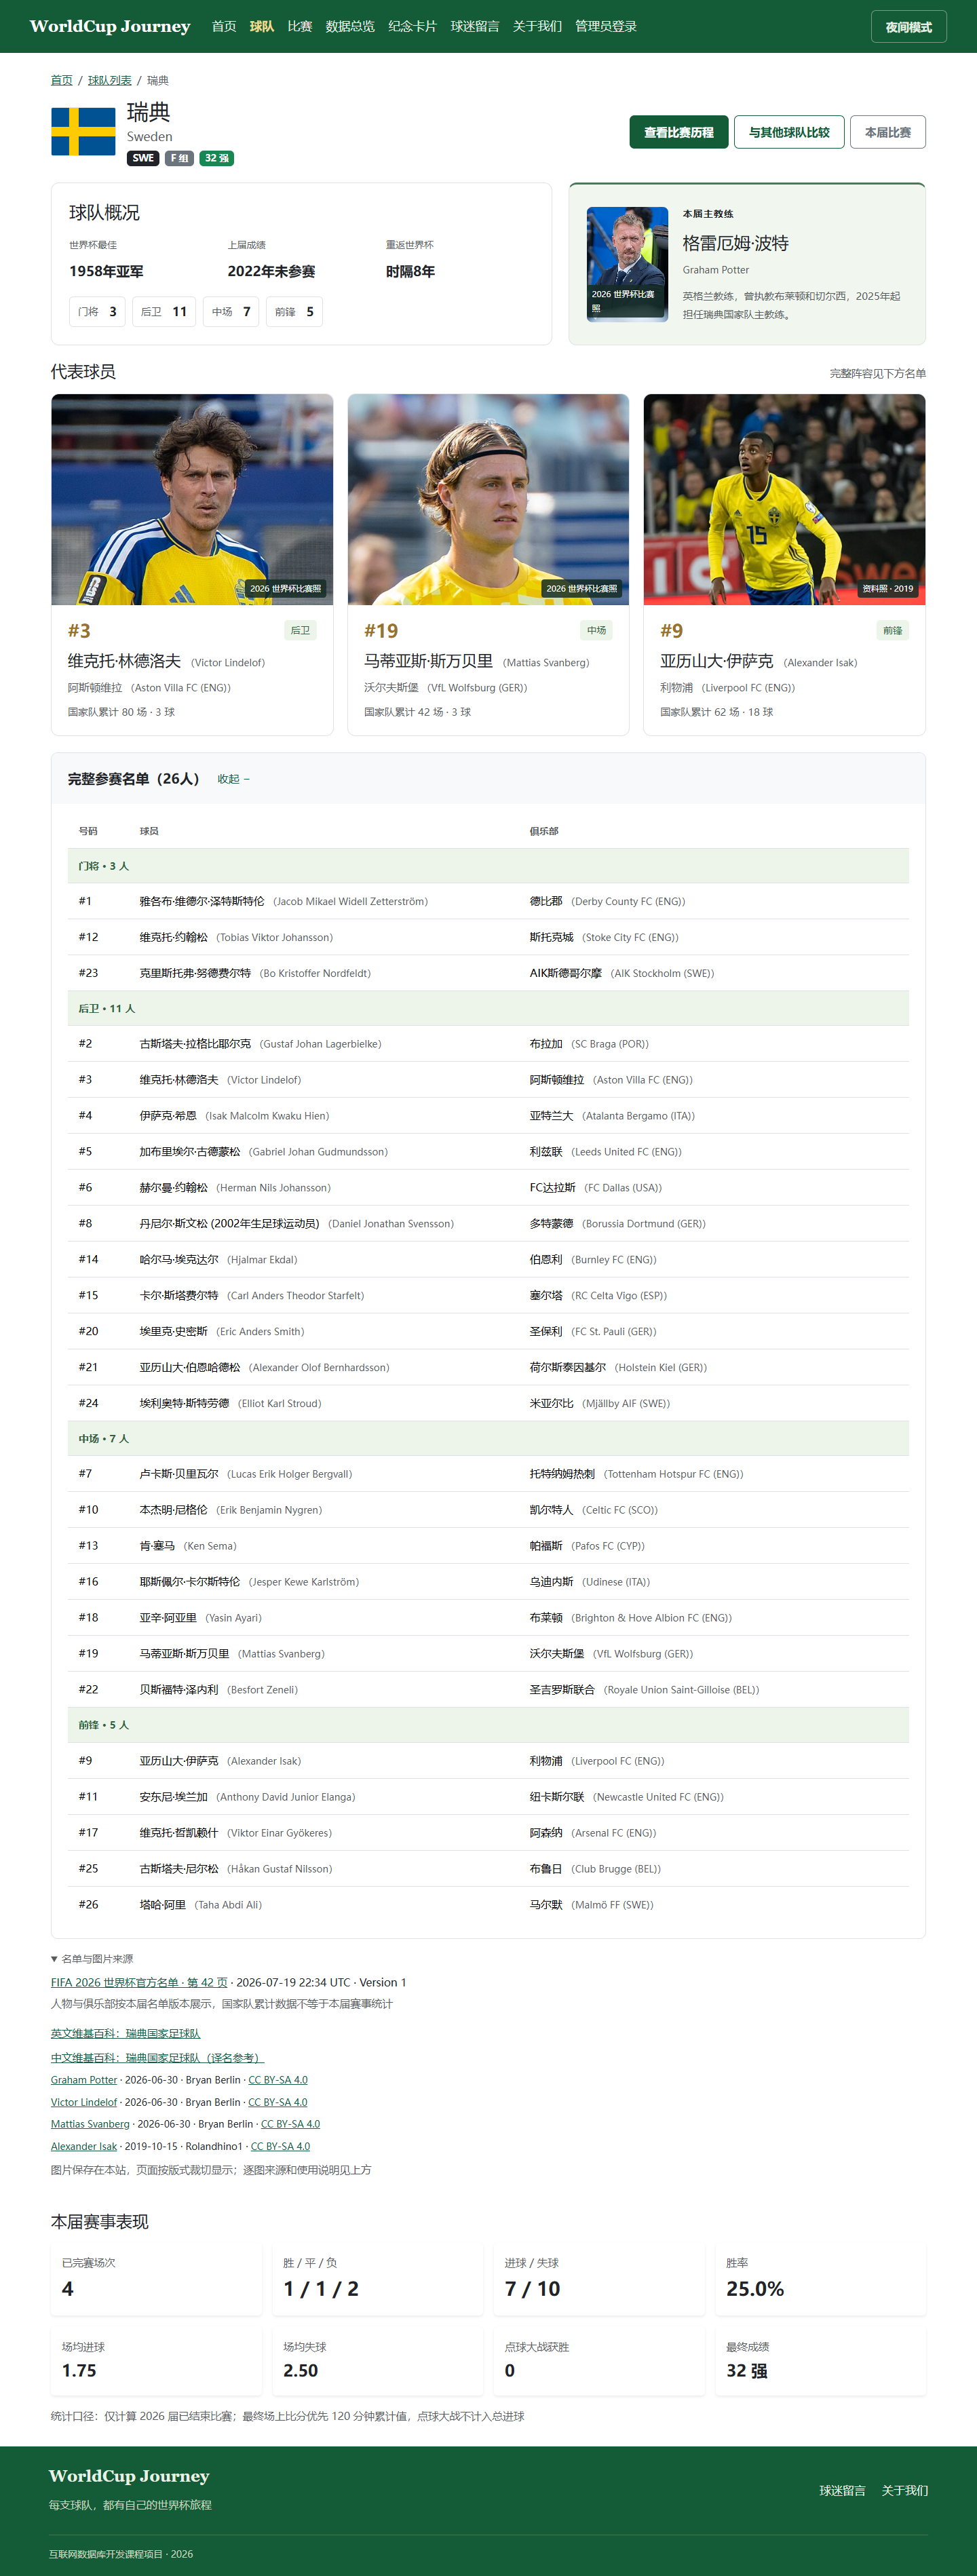 WorldCup Journey 首页 球队 比赛 数据总览 纪念卡片 球迷留言 关于我们 管理员登录 夜间模式
首页 / 球队列表 / 瑞典
瑞典
Sweden
SWE F 组 32 强
查看比赛历程 与其他球队比较 本届比赛
球队概况
世界杯最佳 上届成绩 重返世界杯
1958年亚军 2022年未参赛 时隔8年
门将 3 后卫 11 中场 7 前锋 5
2026 世界杯比赛照
本届主教练
格雷厄姆·波特
Graham Potter
英格兰教练，曾执教布莱顿和切尔西，2025年起
担任瑞典国家队主教练。
代表球员 完整阵容见下方名单
2026 世界杯比赛照
#3 后卫
维克托·林德洛夫 （Victor Lindelof）
阿斯顿维拉 （Aston Villa FC (ENG)）
国家队累计 80 场 · 3 球
2026 世界杯比赛照
#19 中场
马蒂亚斯·斯万贝里 （Mattias Svanberg）
沃尔夫斯堡 （VfL Wolfsburg (GER)）
国家队累计 42 场 · 3 球
15
资料照 · 2019
#9 前锋
亚历山大·伊萨克 （Alexander Isak）
利物浦 （Liverpool FC (ENG)）
国家队累计 62 场 · 18 球
完整参赛名单（26人） 收起 −
号码 球员 俱乐部
门将 • 3 人
#1 雅各布·维德尔·泽特斯特伦 （Jacob Mikael Widell Zetterström） 德比郡 （Derby County FC (ENG)）
#12 维克托·约翰松 （Tobias Viktor Johansson） 斯托克城 （Stoke City FC (ENG)）
#23 克里斯托弗·努德费尔特 （Bo Kristoffer Nordfeldt） AIK斯德哥尔摩 （AIK Stockholm (SWE)）
后卫 • 11 人
#2 古斯塔夫·拉格比耶尔克 （Gustaf Johan Lagerbielke） 布拉加 （SC Braga (POR)）
#3 维克托·林德洛夫 （Victor Lindelof） 阿斯顿维拉 （Aston Villa FC (ENG)）
#4 伊萨克·希恩 （Isak Malcolm Kwaku Hien） 亚特兰大 （Atalanta Bergamo (ITA)）
#5 加布里埃尔·古德蒙松 （Gabriel Johan Gudmundsson） 利兹联 （Leeds United FC (ENG)）
#6 赫尔曼·约翰松 （Herman Nils Johansson） FC达拉斯 （FC Dallas (USA)）
#8 丹尼尔·斯文松 (2002年生足球运动员) （Daniel Jonathan Svensson） 多特蒙德 （Borussia Dortmund (GER)）
#14 哈尔马·埃克达尔 （Hjalmar Ekdal） 伯恩利 （Burnley FC (ENG)）
#15 卡尔·斯塔费尔特 （Carl Anders Theodor Starfelt） 塞尔塔 （RC Celta Vigo (ESP)）
#20 埃里克·史密斯 （Eric Anders Smith） 圣保利 （FC St. Pauli (GER)）
#21 亚历山大·伯恩哈德松 （Alexander Olof Bernhardsson） 荷尔斯泰因基尔 （Holstein Kiel (GER)）
#24 埃利奥特·斯特劳德 （Elliot Karl Stroud） 米亚尔比 （Mjällby AIF (SWE)）
中场 • 7 人
#7 卢卡斯·贝里瓦尔 （Lucas Erik Holger Bergvall） 托特纳姆热刺 （Tottenham Hotspur FC (ENG)）
#10 本杰明·尼格伦 （Erik Benjamin Nygren） 凯尔特人 （Celtic FC (SCO)）
#13 肯·塞马 （Ken Sema） 帕福斯 （Pafos FC (CYP)）
#16 耶斯佩尔·卡尔斯特伦 （Jesper Kewe Karlström） 乌迪内斯 （Udinese (ITA)）
#18 亚辛·阿亚里 （Yasin Ayari） 布莱顿 （Brighton & Hove Albion FC (ENG)）
#19 马蒂亚斯·斯万贝里 （Mattias Svanberg） 沃尔夫斯堡 （VfL Wolfsburg (GER)）
#22 贝斯福特·泽内利 （Besfort Zeneli） 圣吉罗斯联合 （Royale Union Saint-Gilloise (BEL)）
前锋 • 5 人
#9 亚历山大·伊萨克 （Alexander Isak） 利物浦 （Liverpool FC (ENG)）
#11 安东尼·埃兰加 （Anthony David Junior Elanga） 纽卡斯尔联 （Newcastle United FC (ENG)）
#17 维克托·哲凯赖什 （Viktor Einar Gyökeres） 阿森纳 （Arsenal FC (ENG)）
#25 古斯塔夫·尼尔松 （Håkan Gustaf Nilsson） 布鲁日 （Club Brugge (BEL)）
#26 塔哈·阿里 （Taha Abdi Ali） 马尔默 （Malmö FF (SWE)）
▼ 名单与图片来源
FIFA 2026 世界杯官方名单 · 第 42 页 · 2026-07-19 22:34 UTC · Version 1
人物与俱乐部按本届名单版本展示，国家队累计数据不等于本届赛事统计
英文维基百科：瑞典国家足球队
中文维基百科：瑞典国家足球队（译名参考）
Graham Potter · 2026-06-30 · Bryan Berlin · CC BY-SA 4.0
Victor Lindelof · 2026-06-30 · Bryan Berlin · CC BY-SA 4.0
Mattias Svanberg · 2026-06-30 · Bryan Berlin · CC BY-SA 4.0
Alexander Isak · 2019-10-15 · Rolandhino1 · CC BY-SA 4.0
图片保存在本站，页面按版式裁切显示；逐图来源和使用说明见上方
本届赛事表现
已完赛场次 胜 / 平 / 负 进球 / 失球 胜率
4 1 / 1 / 2 7 / 10 25.0%
场均进球 场均失球 点球大战获胜 最终成绩
1.75 2.50 0 32 强
统计口径：仅计算 2026 届已结束比赛；最终场上比分优先 120 分钟累计值，点球大战不计入总进球
WorldCup Journey
每支球队，都有自己的世界杯旅程
球迷留言 关于我们
互联网数据库开发课程项目 · 2026